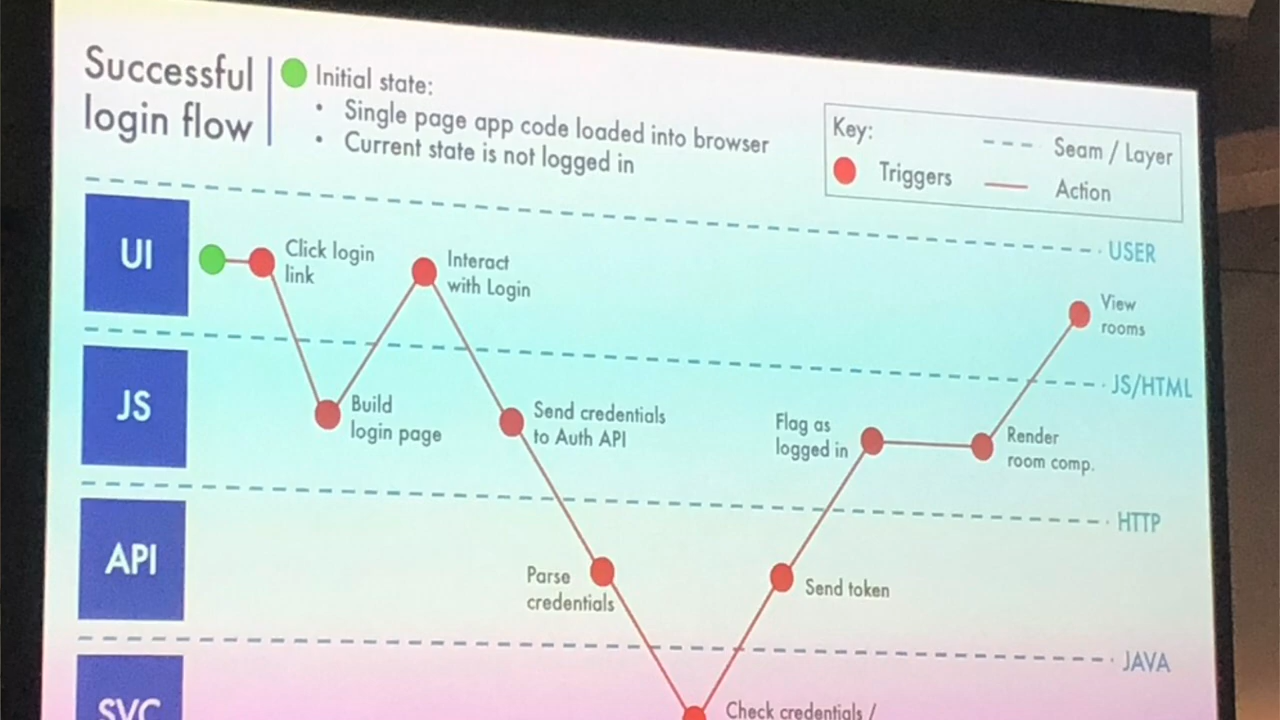 Successful
login flow
Initial state:
• Single page app code loaded into browser
• Current state is not logged in
Key:
Seam / Layer
Triggers
Action
USER
UI
Click login
link
Interact
with Login
View
rooms
JS/HTML
JS
Build
login page
Send credentials
to Auth API
Flag as
logged in
Render
room comp.
HTTP
API
Parse
credentials
Send token
JAVA
SVC
Check credentials /